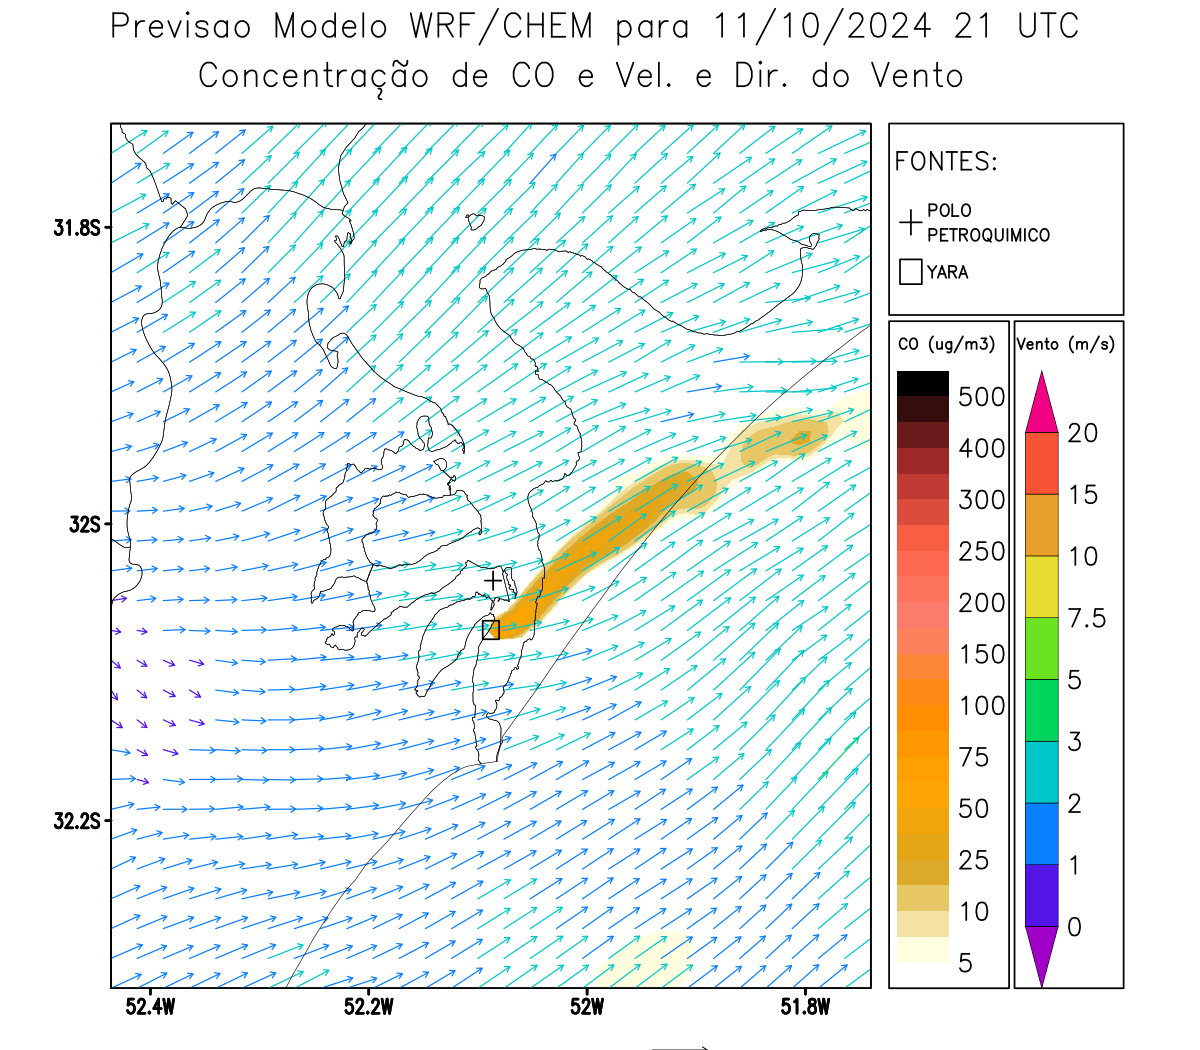 Previsao Modelo WRF/CHEM para 11/10/2024 21 UTC
Concentração de CO e Vel. e Dir. do Vento
FONTES:
POLO
PETROQUIMICO
YARA
31.8S
32S
32.2S
52.4W
52.2W
52W
51.8W
CO (ug/m3)
500
400
300
250
200
150
100
75
50
25
10
5
Vento (m/s)
20
15
10
7.5
5
3
2
1
0